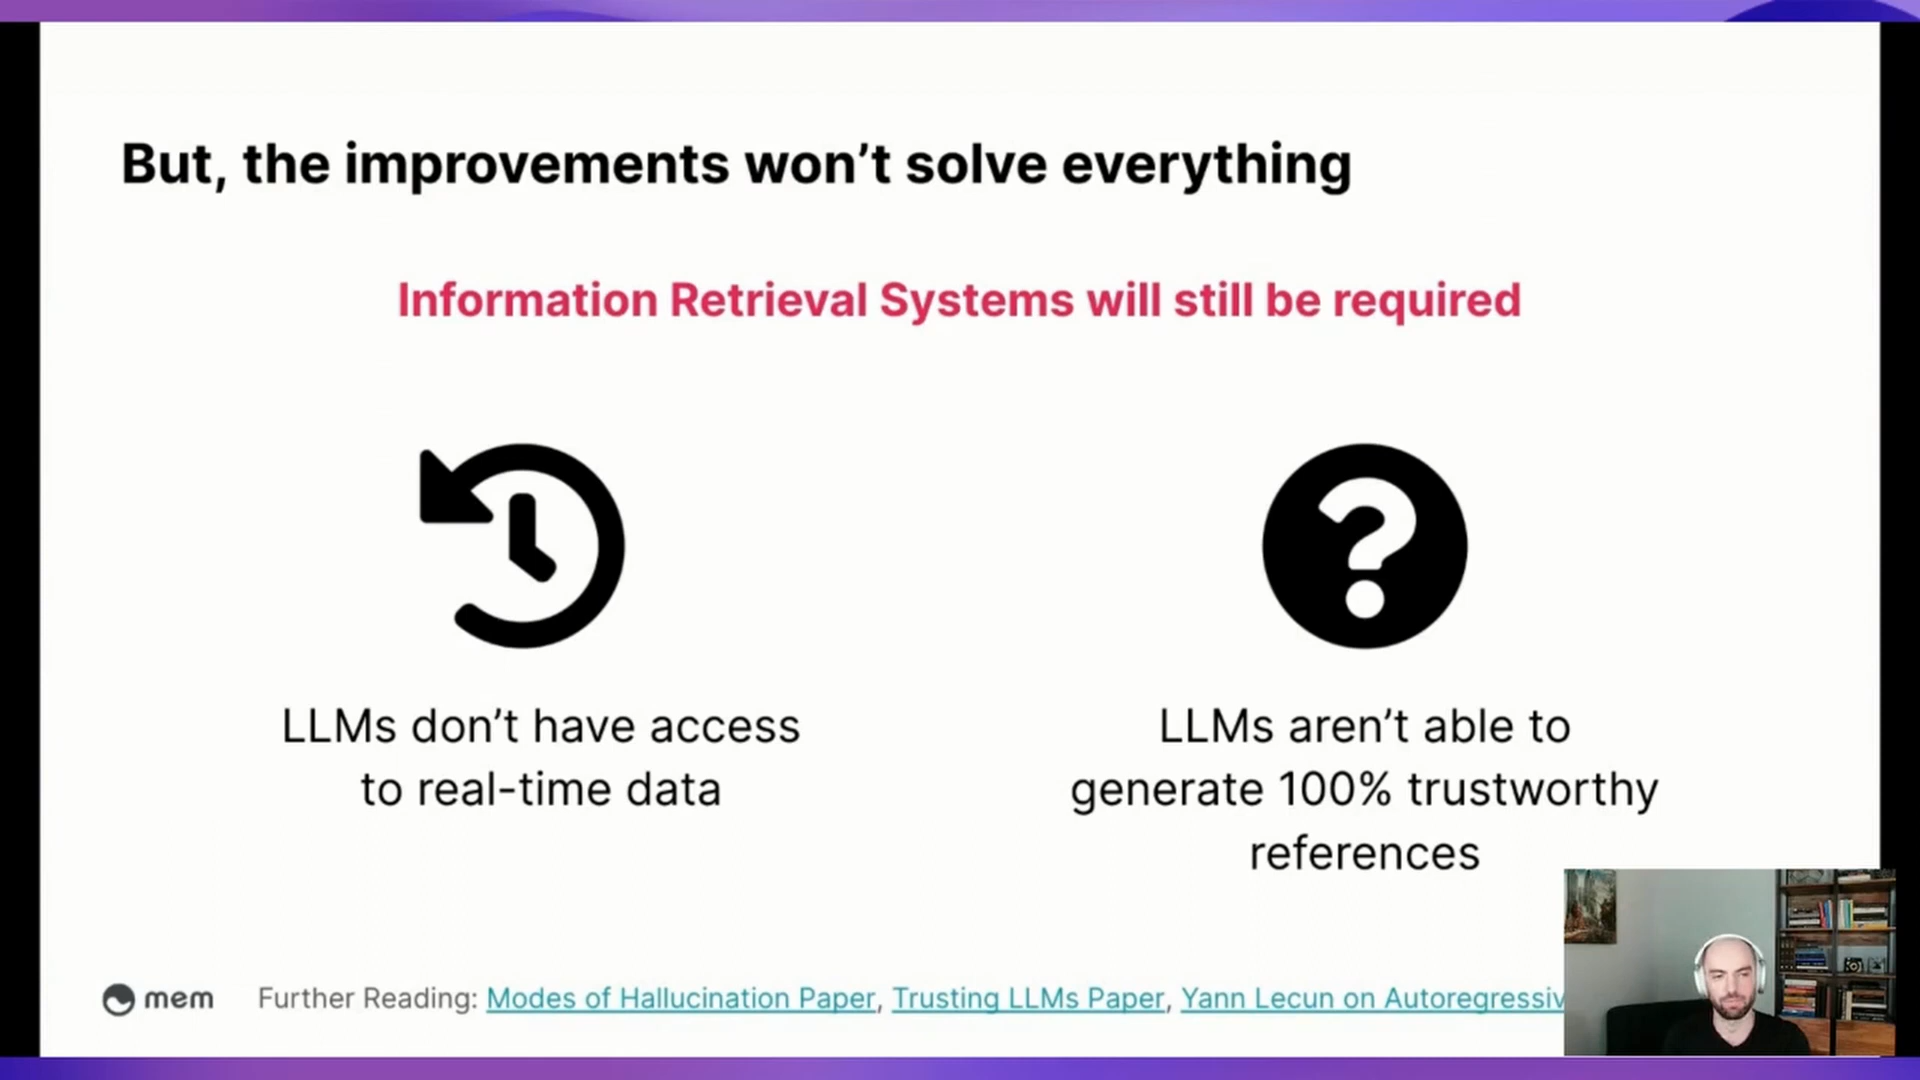 But, the improvements won’t solve everything
Information Retrieval Systems will still be required
LLMs don’t have access
to real-time data
LLMs aren’t able to
generate 100% trustworthy
references
mem
Further Reading: Modes of Hallucination Paper, Trusting LLMs Paper, Yann Lecun on Autoregressiv